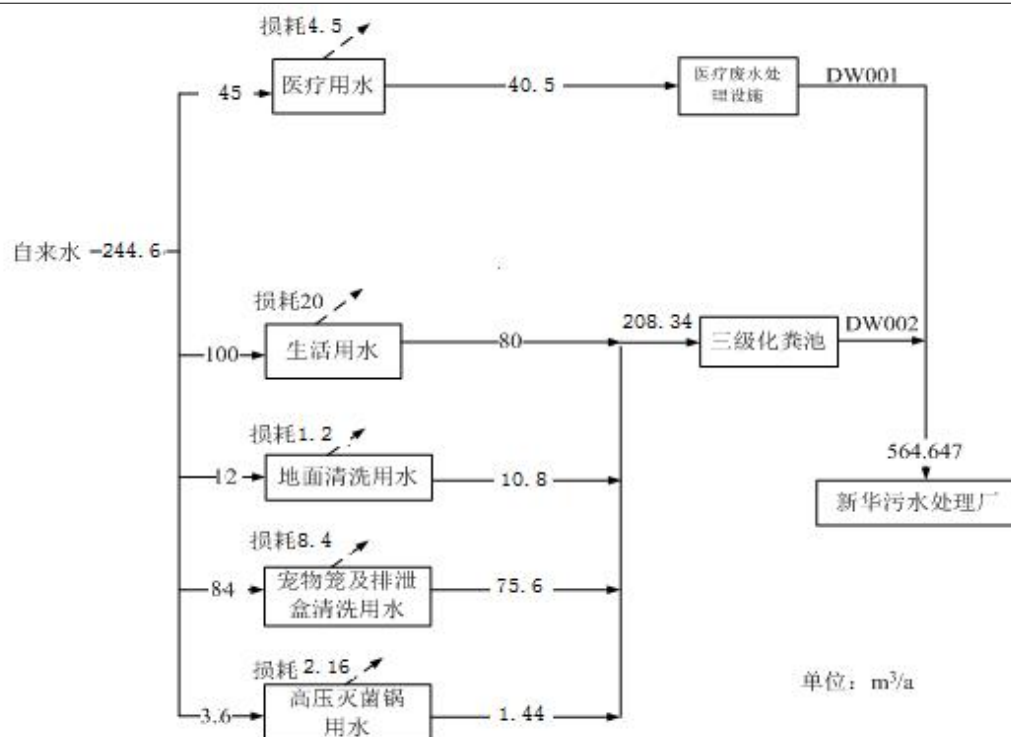 损耗4.5
医疗用水
45
40.5
医疗废水处
理设施
DW001
自来水
244.6
损耗20
生活用水
100
80
208.34
三级化粪池
DW002
损耗1.2
地面清洗用水
12
10.8
564.647
新华污水处理厂
损耗8.4
宠物笼及排泄
盒清洗用水
84
75.6
损耗 2.16
高压灭菌锅
用水
3.6
1.44
单位：m³/a